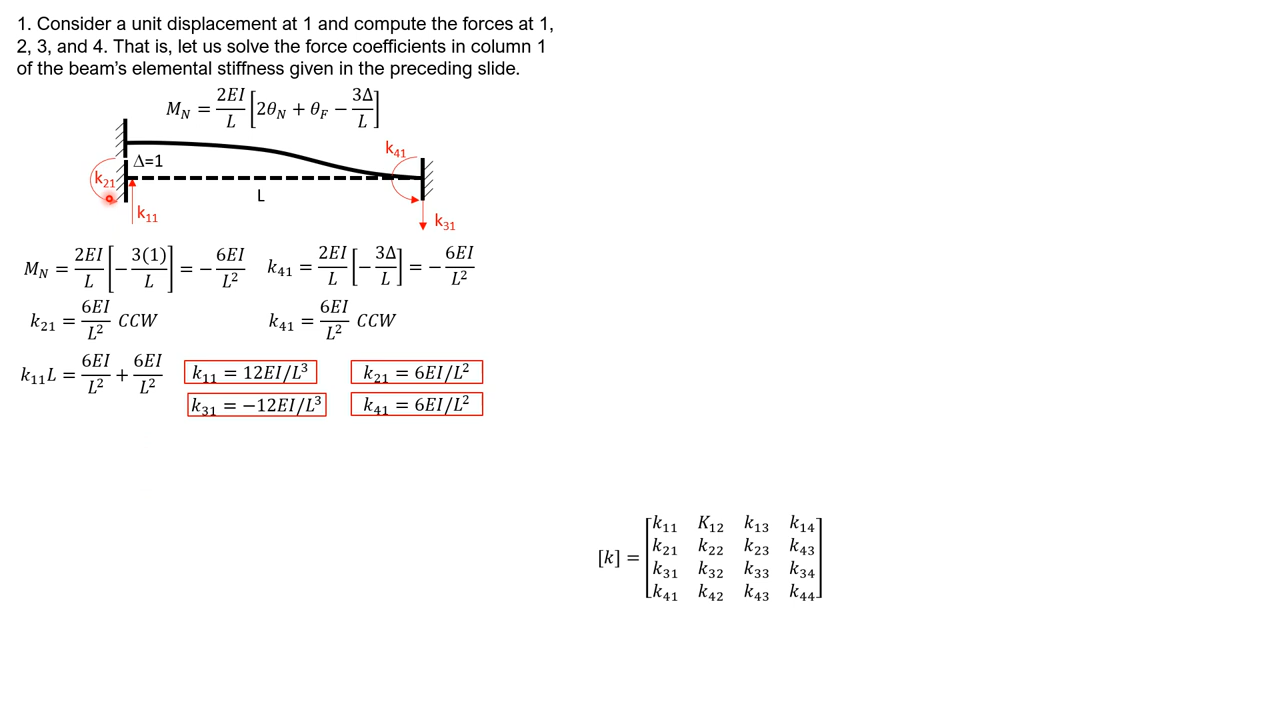 1. Consider a unit displacement at 1 and compute the forces at 1,
2, 3, and 4. That is, let us solve the force coefficients in column 1
of the beam's elemental stiffness given in the preceding slide.
M_N = 2EI/L [2θ_N + θ_F − 3Δ/L]
k41
Δ=1
k21
L
k11
k31
M_N = 2EI/L [− 3(1)/L] = − 6EI/L² k41 = 2EI/L [− 3Δ/L] = − 6EI/L²
k21 = 6EI/L² CCW k41 = 6EI/L² CCW
k11L = 6EI/L² + 6EI/L² k11 = 12EI/L³ k21 = 6EI/L²
k31 = −12EI/L³ k41 = 6EI/L²
k11 K12 k13 k14
k21 k22 k23 k43
[k] =
k31 k32 k33 k34
k41 k42 k43 k44